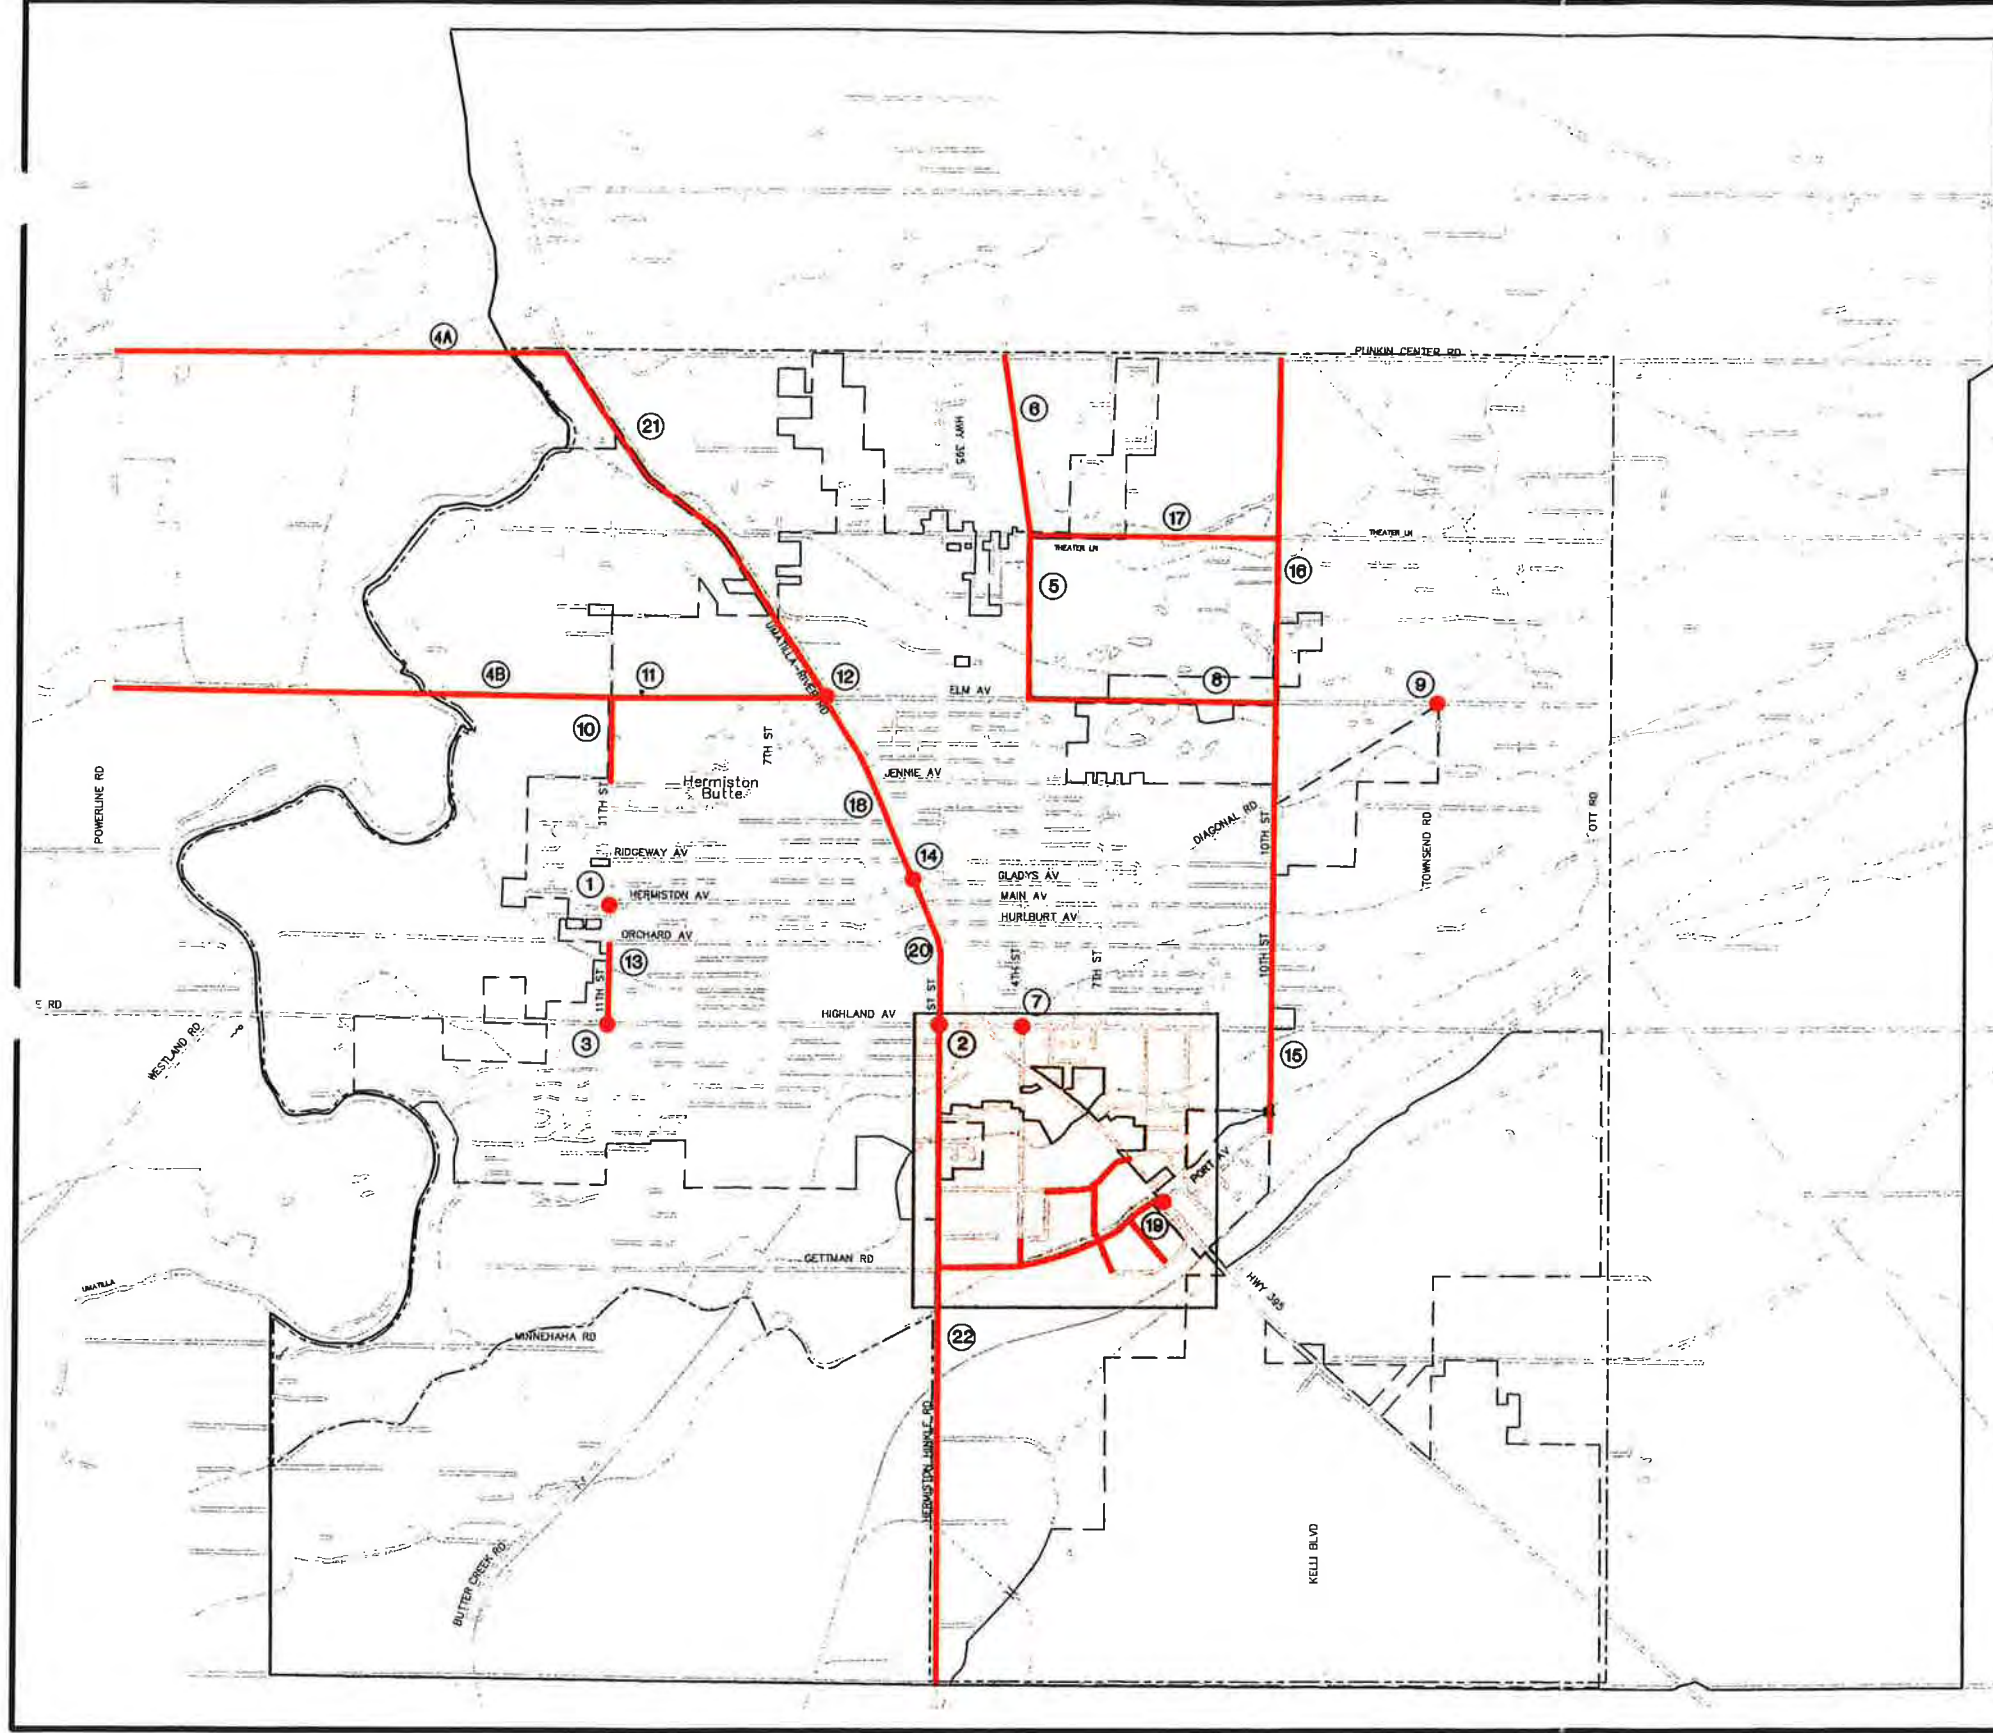 4A
PUNKIN CENTER RD
6
21
HWY 395
17
THEATER LN
THEATER LN
16
5
UMATILLA-RIVER RD
4B
11
12
ELM AV
8
9
10
7TH ST
JENNIE AV
Hermiston
Butte
POWERLINE RD
11TH ST
18
DIAGONAL RD
10TH ST
TOWNSEND RD
OTT RD
RIDGEWAY AV
14
GLADYS AV
1
HERMISTON AV
MAIN AV
HURLBURT AV
ORCHARD AV
13
20
4TH ST
7TH ST
10TH ST
11TH ST
ST ST
E RD
WESTLAND RD
HIGHLAND AV
7
3
2
15
PORT AV
19
GETTMAN RD
UMATILLA
HWY 395
MINNEHAHA RD
22
HERMISTON HINKLE RD
BUTTER CREEK RD
KELLI BLVD